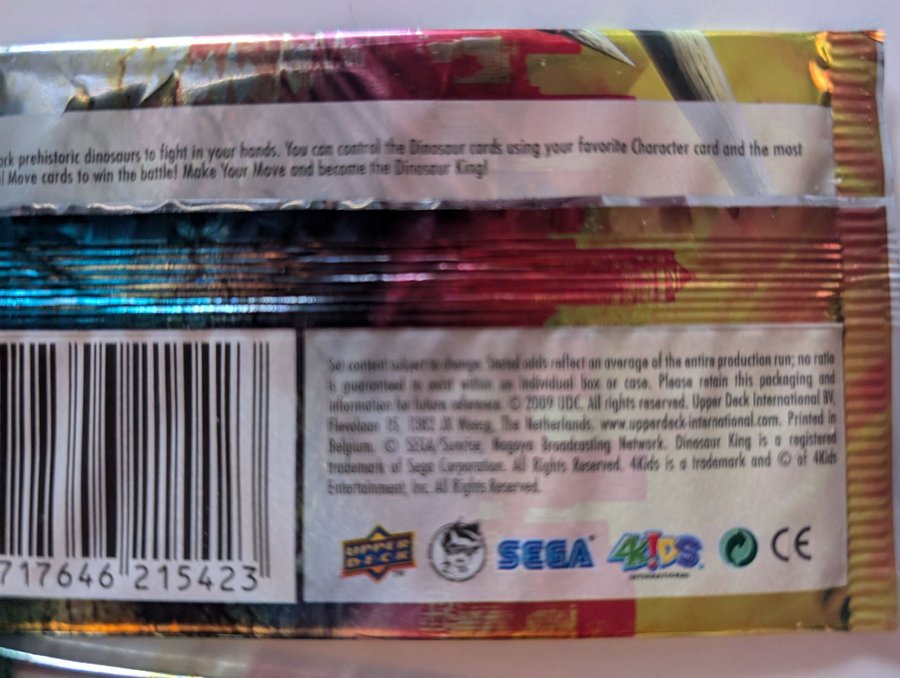 ck prehistoric dinosaurs to fight in your hands. You can control the Dinosaur cards using your favorite Character card and the most
Move cards to win the battle! Make Your Move and become the Dinosaur King!
Set content subject to change. Stated odds reflect an average of the entire production run; no ratio
is guaranteed to exist within an individual box or case. Please retain this packaging and
information for future reference. © 2009 UDC. All rights reserved. Upper Deck International BV,
Flevolaan 15, 1382 JX Weesp, The Netherlands, www.upperdeck-international.com. Printed in
Belgium. © SEGA/Sunrise, Nagoya Broadcasting Network. Dinosaur King is a registered
trademark of Sega Corporation. All Rights Reserved. 4Kids is a trademark and © of 4Kids
Entertainment, Inc. All Rights Reserved.
717646 215423
UPPER DECK
SEGA
4KiDS
INTERNATIONAL
CE